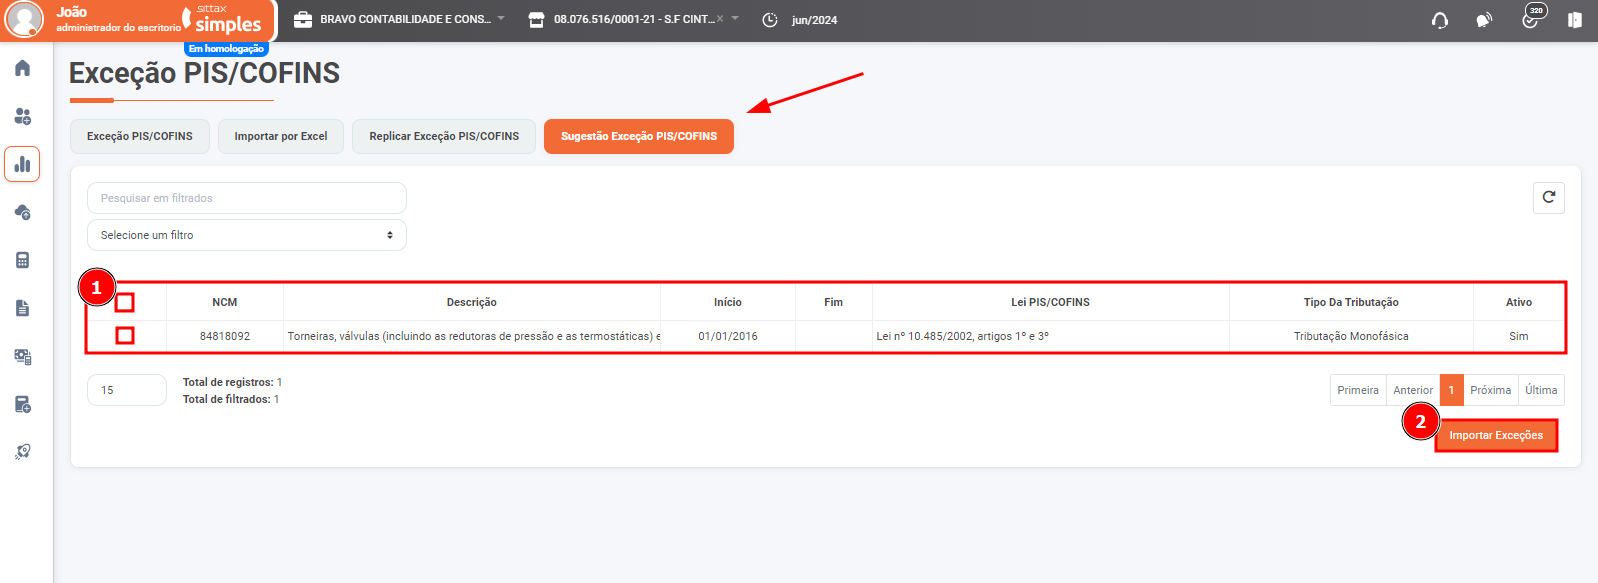 João
administrador do escritorio
sittax
simples
Em homologação
BRAVO CONTABILIDADE E CONS...
08.076.516/0001-21 - S.F CINT...
×
jun/2024
320
Exceção PIS/COFINS
Exceção PIS/COFINS
Importar por Excel
Replicar Exceção PIS/COFINS
Sugestão Exceção PIS/COFINS
Pesquisar em filtrados
Selecione um filtro
1
NCM Descrição Início Fim Lei PIS/COFINS Tipo Da Tributação Ativo
84818092 Torneiras, válvulas (incluindo as redutoras de pressão e as termostáticas) e 01/01/2016 Lei nº 10.485/2002, artigos 1º e 3º Tributação Monofásica Sim
15
Total de registros: 1
Total de filtrados: 1
Primeira Anterior 1 Próxima Última
2
Importar Exceções